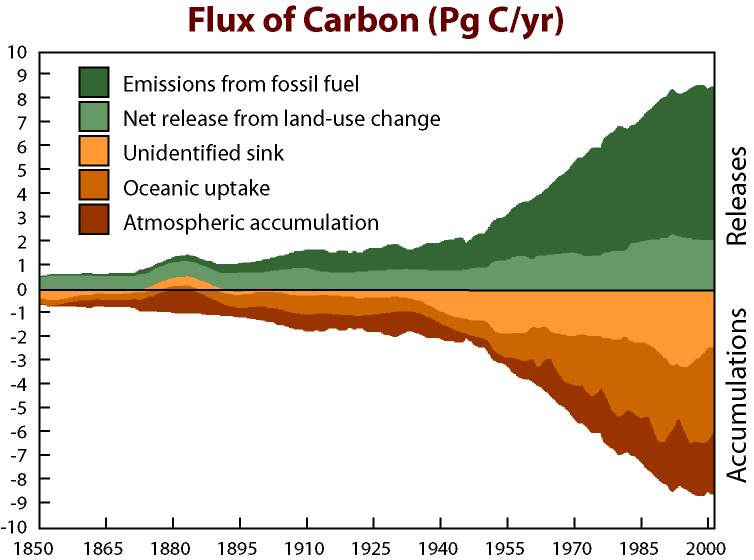 Flux of Carbon (Pg C/yr)
10
9
8
7
6
5
4
3
2
1
0
-1
-2
-3
-4
-5
-6
-7
-8
-9
-10
Emissions from fossil fuel
Net release from land-use change
Unidentified sink
Oceanic uptake
Atmospheric accumulation
Releases
Accumulations
1850 1865 1880 1895 1910 1925 1940 1955 1970 1985 2000